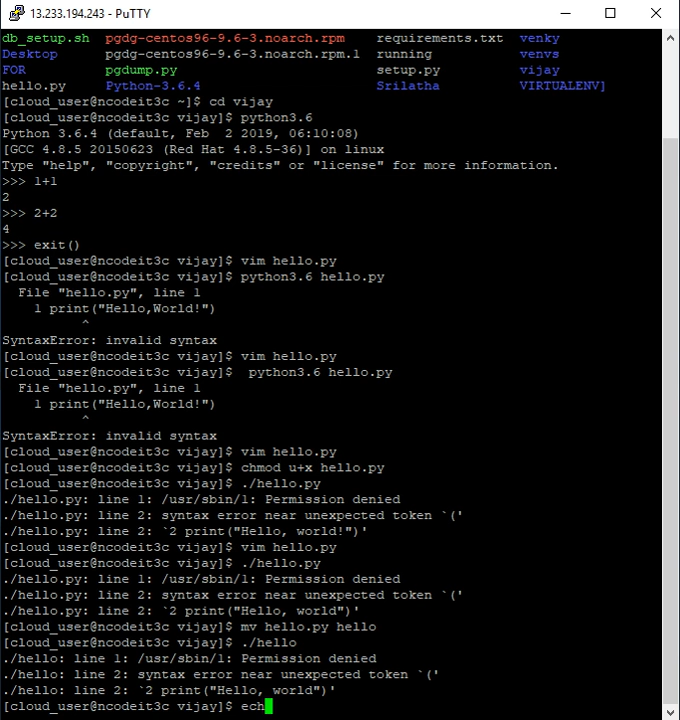 13.233.194.243 - PuTTY
db_setup.sh pgdg-centos96-9.6-3.noarch.rpm requirements.txt venky
Desktop pgdg-centos96-9.6-3.noarch.rpm.1 running venvs
FOR pgdump.py setup.py vijay
hello.py Python-3.6.4 Srilatha VIRTUALENV]
[cloud_user@ncodeit3c ~]$ cd vijay
[cloud_user@ncodeit3c vijay]$ python3.6
Python 3.6.4 (default, Feb  2 2019, 06:10:08)
[GCC 4.8.5 20150623 (Red Hat 4.8.5-36)] on linux
Type "help", "copyright", "credits" or "license" for more information.
>>> 1+1
2
>>> 2+2
4
>>> exit()
[cloud_user@ncodeit3c vijay]$ vim hello.py
[cloud_user@ncodeit3c vijay]$ python3.6 hello.py
  File "hello.py", line 1
    1 print("Hello,World!")
          ^
SyntaxError: invalid syntax
[cloud_user@ncodeit3c vijay]$ vim hello.py
[cloud_user@ncodeit3c vijay]$  python3.6 hello.py
  File "hello.py", line 1
    1 print("Hello,World!")
          ^
SyntaxError: invalid syntax
[cloud_user@ncodeit3c vijay]$ vim hello.py
[cloud_user@ncodeit3c vijay]$ chmod u+x hello.py
[cloud_user@ncodeit3c vijay]$ ./hello.py
./hello.py: line 1: /usr/sbin/1: Permission denied
./hello.py: line 2: syntax error near unexpected token `('
./hello.py: line 2: `2 print("Hello, world!")'
[cloud_user@ncodeit3c vijay]$ vim hello.py
[cloud_user@ncodeit3c vijay]$ ./hello.py
./hello.py: line 1: /usr/sbin/1: Permission denied
./hello.py: line 2: syntax error near unexpected token `('
./hello.py: line 2: `2 print("Hello, world")'
[cloud_user@ncodeit3c vijay]$ mv hello.py hello
[cloud_user@ncodeit3c vijay]$ ./hello
./hello: line 1: /usr/sbin/1: Permission denied
./hello: line 2: syntax error near unexpected token `('
./hello: line 2: `2 print("Hello, world")'
[cloud_user@ncodeit3c vijay]$ ech